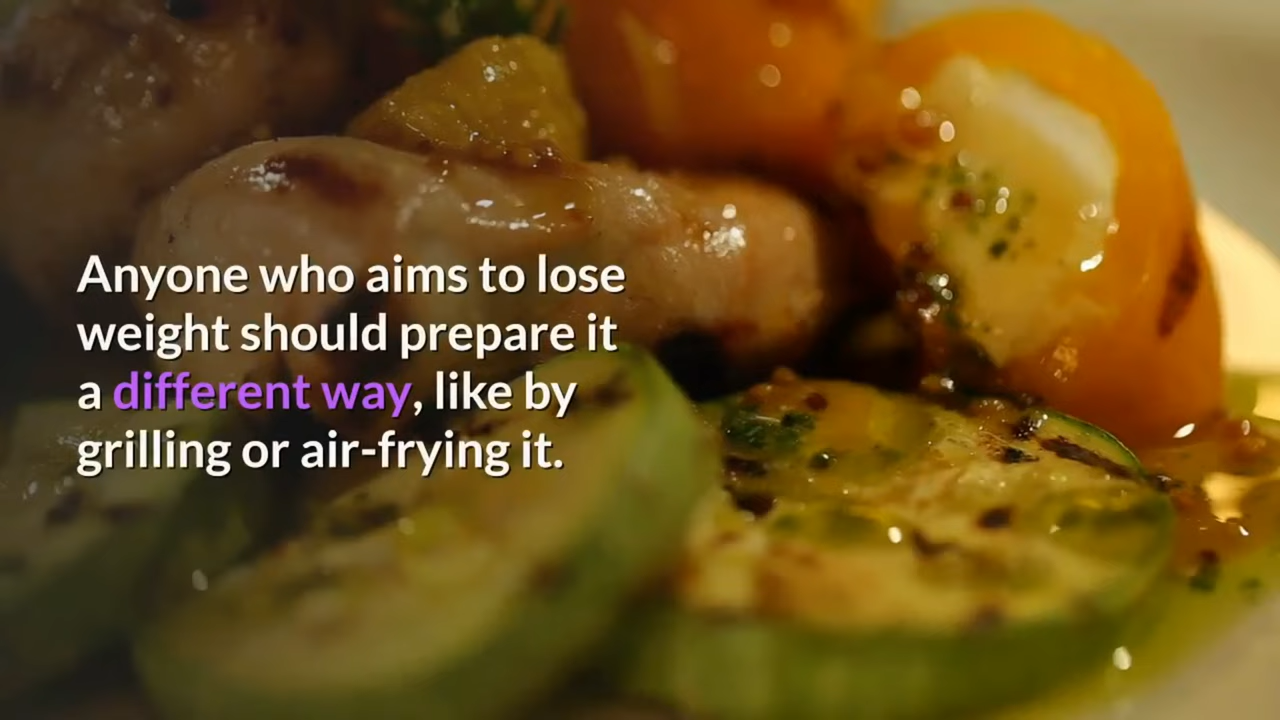 Anyone who aims to lose
weight should prepare it
a different way, like by
grilling or air-frying it.